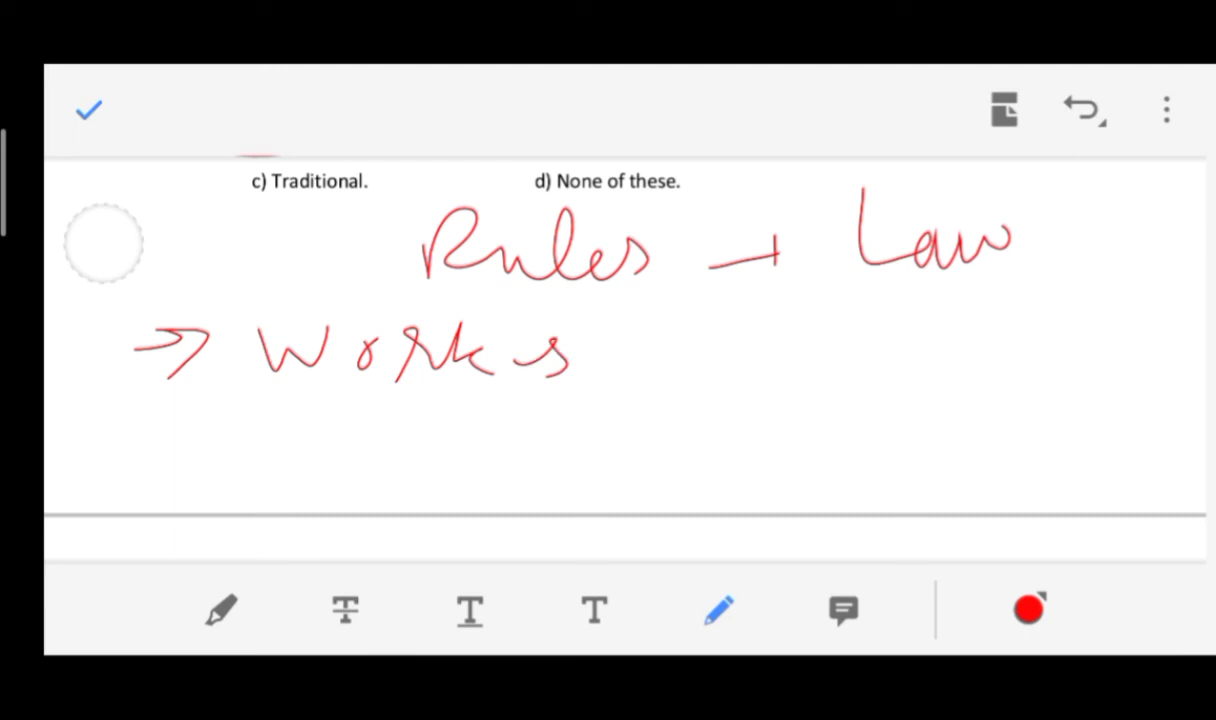 c) Traditional. d) None of these.
Rules → Law
→ Works